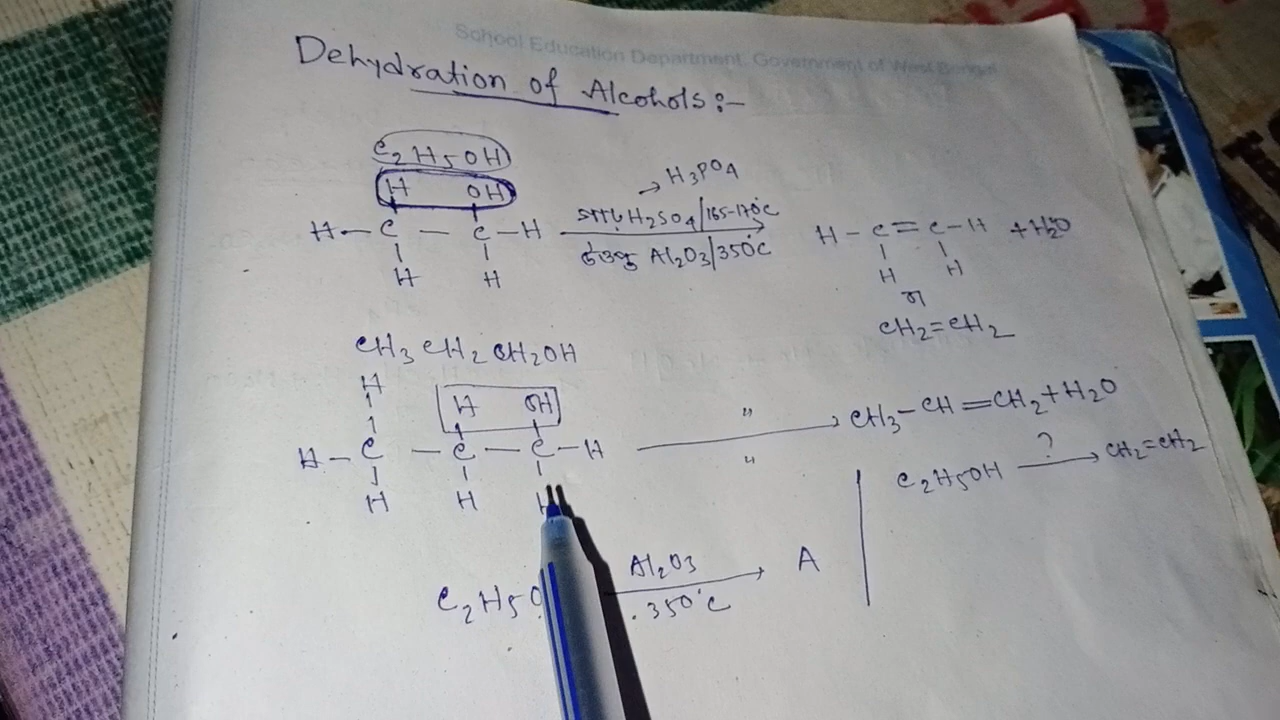 School Education Department, Government of West Bengal
Dehydration of Alcohols:-
C2H5OH
H OH
→ H3PO4
গাঢ় H2SO4/165-170°C
H - C - C - H → H - C = C - H + H2O
Al2O3/350°C
H H H H
বা
CH2=CH2
CH3CH2CH2OH
H
H OH
H - C - C - C - H " → CH3-CH=CH2+H2O
"
H H
C2H5OH ? → CH2=CH2
C2H5O Al2O3 → A
350°C